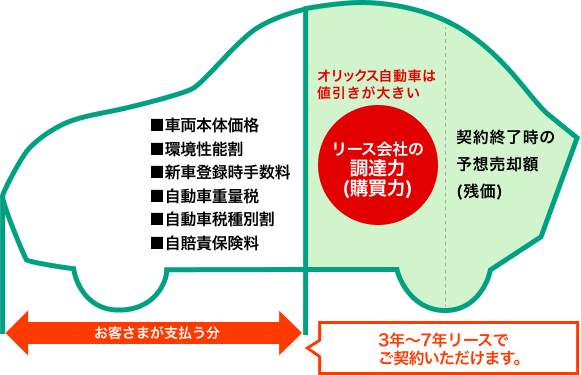 オリックス自動車は
値引きが大きい
■車両本体価格
■環境性能割
■新車登録時手数料
■自動車重量税
■自動車税種別割
■自賠責保険料
リース会社の
調達力
(購買力)
契約終了時の
予想売却額
(残価)
お客さまが支払う分
3年～7年リースで
ご契約いただけます。